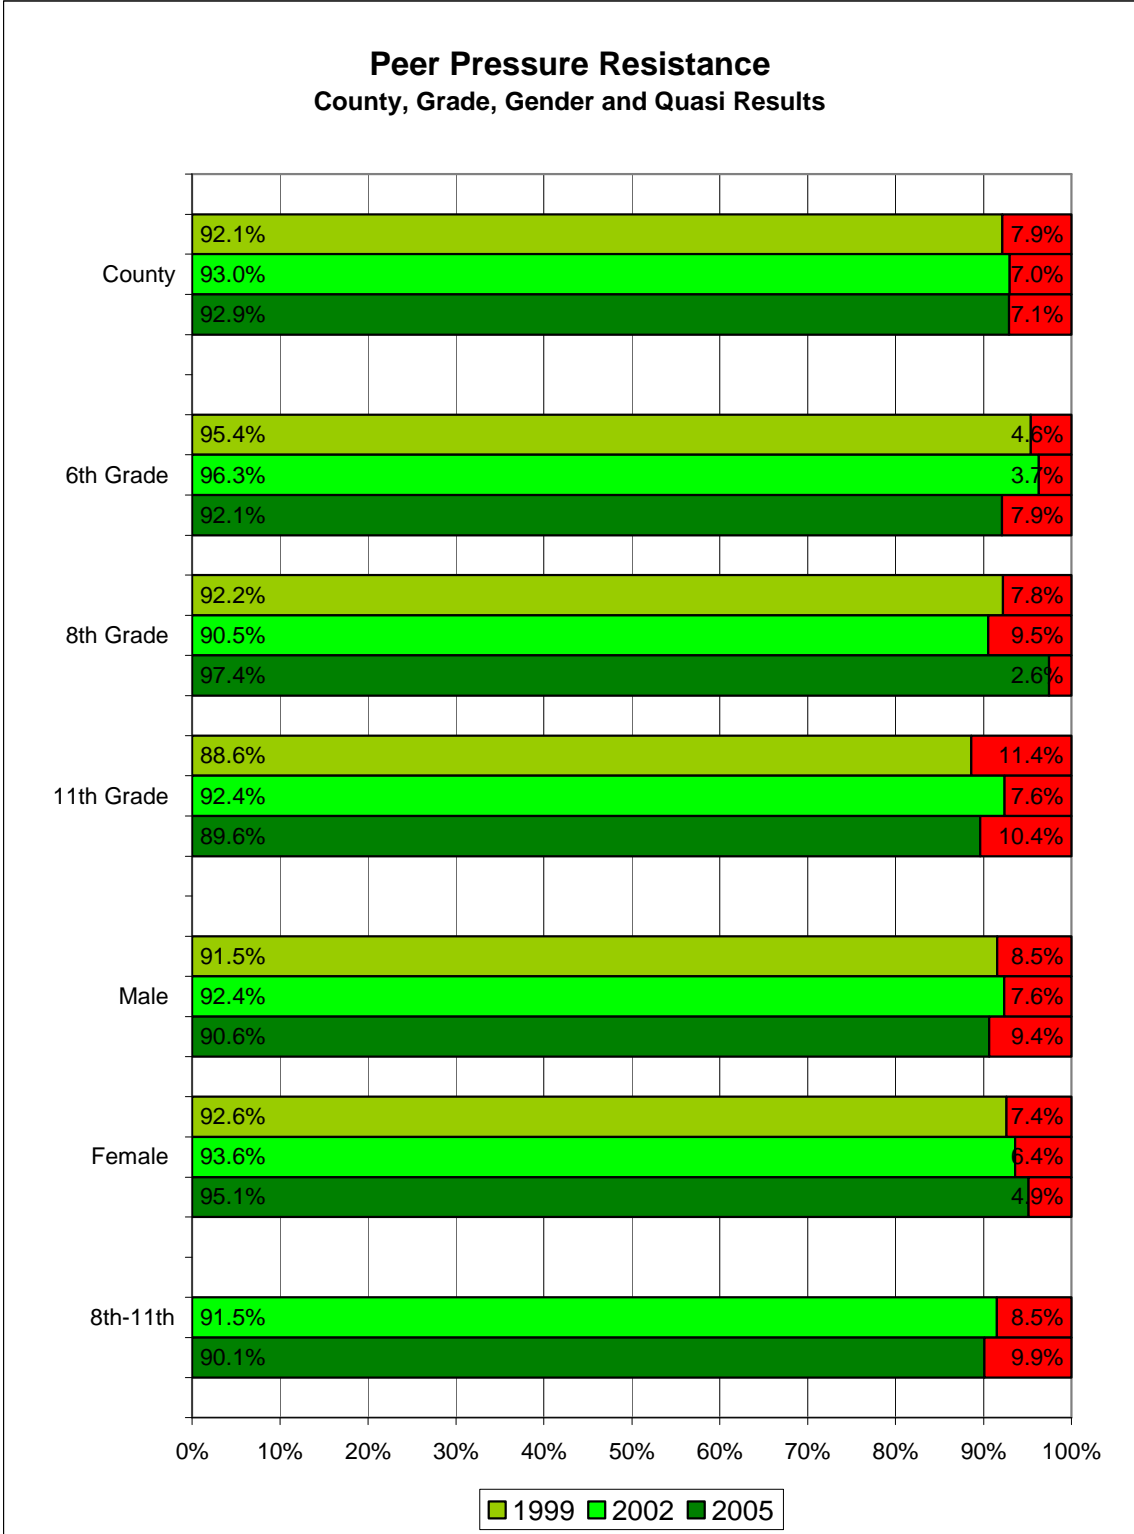 Peer Pressure Resistance
County, Grade, Gender and Quasi Results
92.1% 7.9%
County 93.0% 7.0%
92.9% 7.1%
95.4% 4.6%
6th Grade 96.3% 3.7%
92.1% 7.9%
92.2% 7.8%
8th Grade 90.5% 9.5%
97.4% 2.6%
88.6% 11.4%
11th Grade 92.4% 7.6%
89.6% 10.4%
91.5% 8.5%
Male 92.4% 7.6%
90.6% 9.4%
92.6% 7.4%
Female 93.6% 6.4%
95.1% 4.9%
8th-11th 91.5% 8.5%
90.1% 9.9%
0% 10% 20% 30% 40% 50% 60% 70% 80% 90% 100%
1999 2002 2005